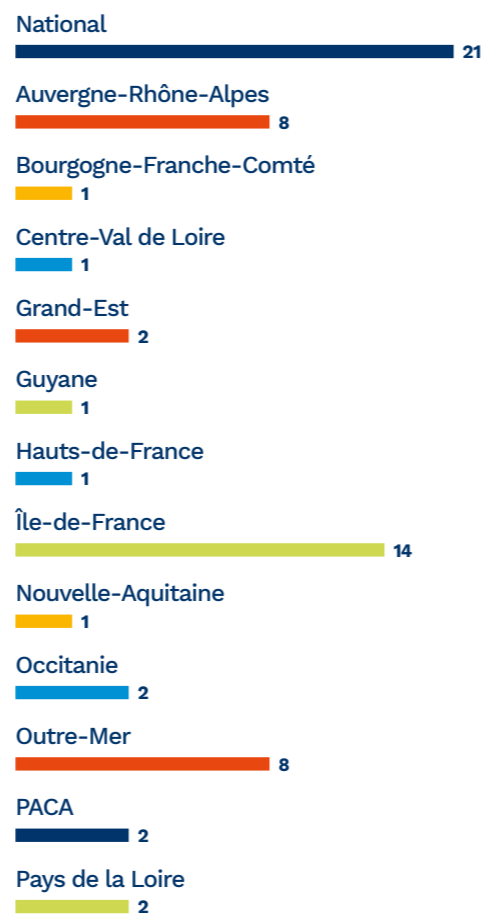 National
21
Auvergne-Rhône-Alpes
8
Bourgogne-Franche-Comté
1
Centre-Val de Loire
1
Grand-Est
2
Guyane
1
Hauts-de-France
1
Île-de-France
14
Nouvelle-Aquitaine
1
Occitanie
2
Outre-Mer
8
PACA
2
Pays de la Loire
2